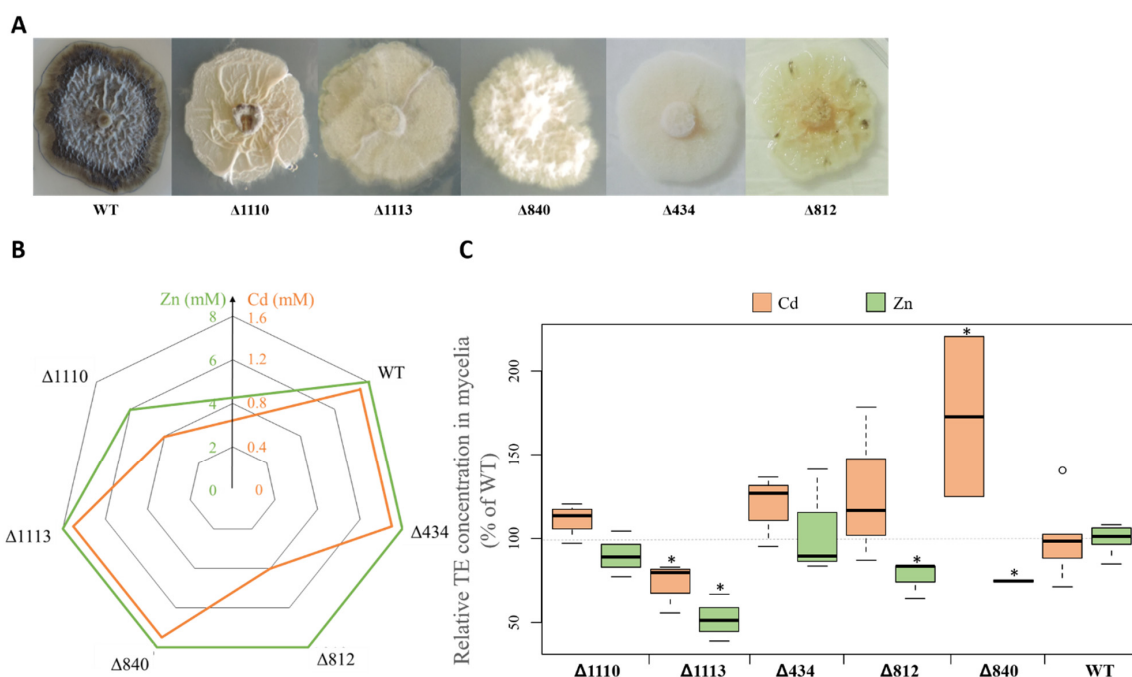 A
WT Δ1110 Δ1113 Δ840 Δ434 Δ812
B
Zn (mM) Cd (mM)
8 1.6
6 1.2
4 0.8
2 0.4
0 0
Δ1110
WT
Δ1113
Δ434
Δ840
Δ812
C
Cd Zn
Relative TE concentration in mycelia
(% of WT)
200
150
100
50
*
* *
*
*
Δ1110 Δ1113 Δ434 Δ812 Δ840 WT